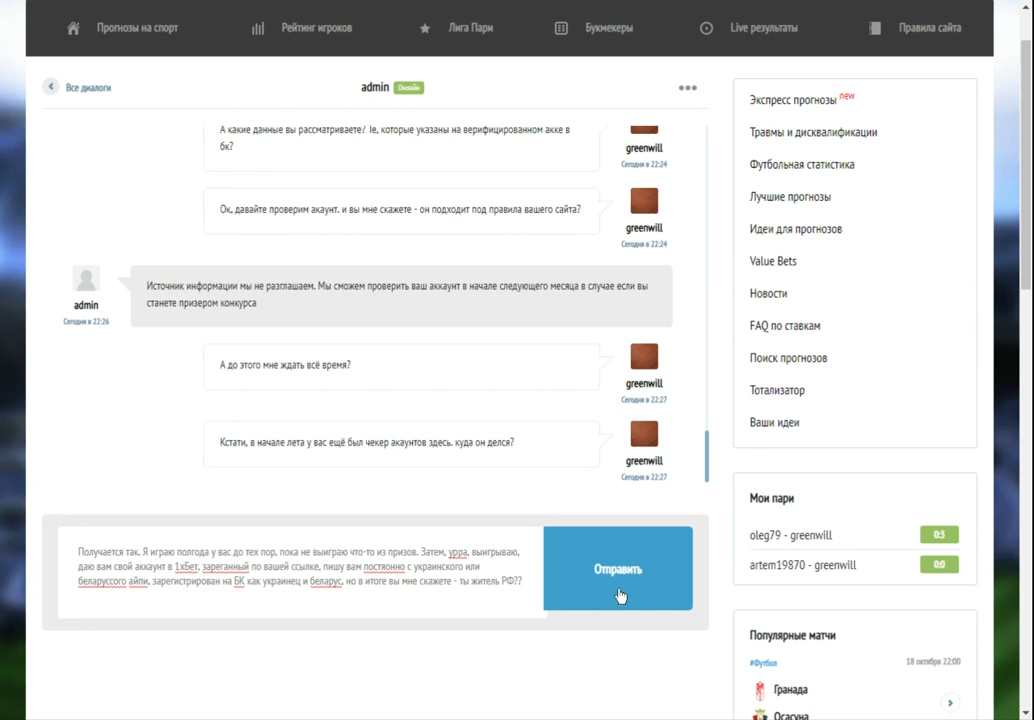 Прогнозы на спорт
Рейтинг игроков
Лига Пари
Букмекеры
Live результаты
Правила сайта
Все диалоги
admin Онлайн
А какие данные вы рассматриваете? Те, которые указаны на верифицированном акке в
бк?
greenwill
Сегодня в 22:24
Ок, давайте проверим акаунт. и вы мне скажете - он подходит под правила вашего сайта?
greenwill
Сегодня в 22:24
admin
Сегодня в 22:26
Источник информации мы не разглашаем. Мы сможем проверить ваш аккаунт в начале следующего месяца в случае если вы
станете призером конкурса
А до этого мне ждать всё время?
greenwill
Сегодня в 22:27
Кстати, в начале лета у вас ещё был чекер акаунтов здесь. куда он делся?
greenwill
Сегодня в 22:27
Получается так. Я играю полгода у вас до тех пор, пока не выиграю что-то из призов. Затем, урра, выигрываю,
даю вам свой аккаунт в 1хБет, зареганный по вашей ссылке, пишу вам постяонно с украинского или
беларусcого айпи, зарегистрирован на БК как украинец и беларус, но в итоге вы мне скажете - ты житель РФ??
Отправить
Экспресс прогнозы new
Травмы и дисквалификации
Футбольная статистика
Лучшие прогнозы
Идеи для прогнозов
Value Bets
Новости
FAQ по ставкам
Поиск прогнозов
Тотализатор
Ваши идеи
Мои пари
oleg79 - greenwill 0:5
artem19870 - greenwill 0:0
Популярные матчи
#Футбол 18 октября 22:00
Гранада
Осасуна